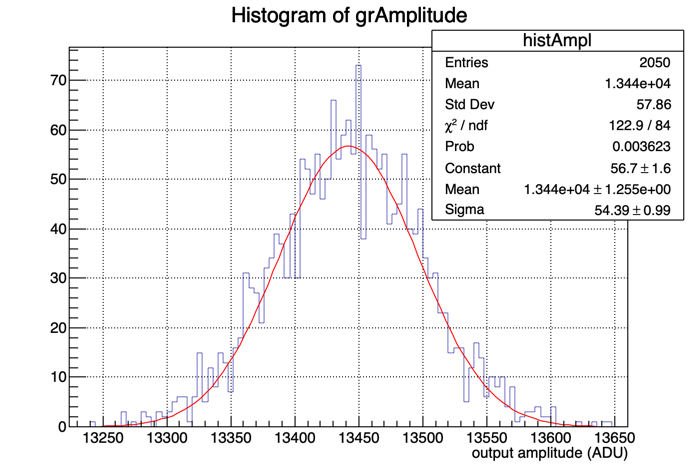 Histogram of grAmplitude
histAmpl
Entries 2050
Mean 1.344e+04
Std Dev 57.86
χ² / ndf 122.9 / 84
Prob 0.003623
Constant 56.7 ± 1.6
Mean 1.344e+04 ± 1.255e+00
Sigma 54.39 ± 0.99
70
60
50
40
30
20
10
0
13250 13300 13350 13400 13450 13500 13550 13600 13650
output amplitude (ADU)